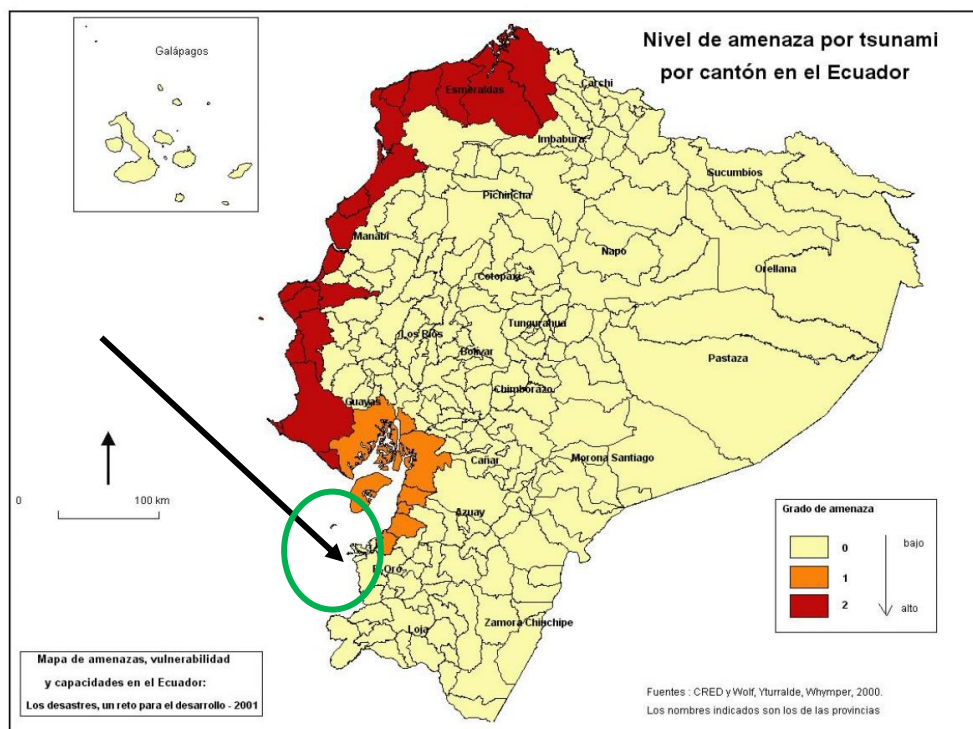 Galápagos
Nivel de amenaza por tsunami
por cantón en el Ecuador
Esmeraldas
Carchi
Imbabura
Sucumbios
Pichincha
Manabí
Napo
Orellana
Cotopaxi
Los Ríos
Tungurahua
Bolívar
Pastaza
Chimborazo
Guayas
Cañar
Morona Santiago
0 100 km
Azuay
Grado de amenaza
0 bajo
1
2 alto
El Oro
Loja
Zamora Chinchipe
Mapa de amenazas, vulnerabilidad
y capacidades en el Ecuador:
Los desastres, un reto para el desarrollo - 2001
Fuentes : CRED y Wolf, Yturralde, Whymper, 2000.
Los nombres indicados son los de las provincias